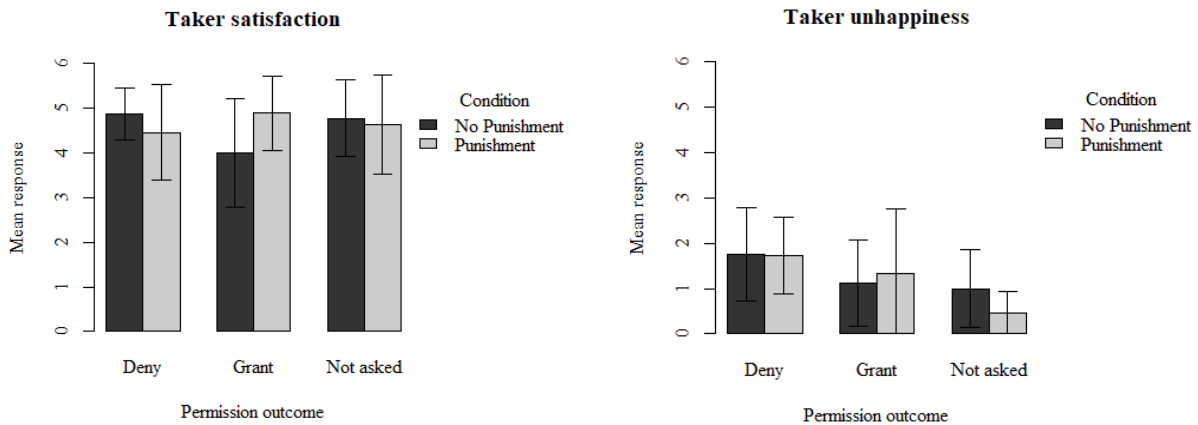 Taker satisfaction
Mean response
6
5
4
3
2
1
0
Deny
Grant
Not asked
Permission outcome
Condition
No Punishment
Punishment
Taker unhappiness
Mean response
6
5
4
3
2
1
0
Deny
Grant
Not asked
Permission outcome
Condition
No Punishment
Punishment